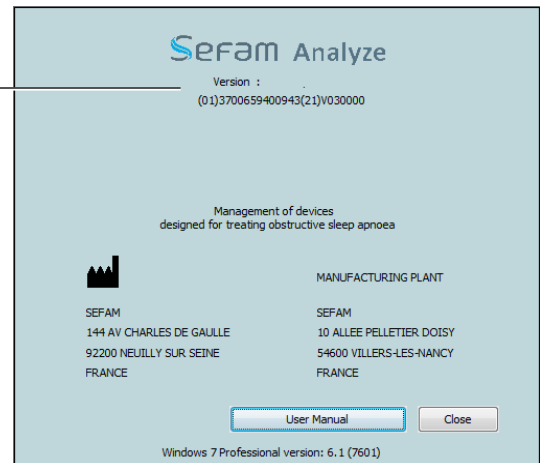 Sefam Analyze
Version : .
(01)3700659400943(21)V030000
Management of devices
designed for treating obstructive sleep apnoea
MANUFACTURING PLANT
SEFAM
144 AV CHARLES DE GAULLE
92200 NEUILLY SUR SEINE
FRANCE
SEFAM
10 ALLEE PELLETIER DOISY
54600 VILLERS-LES-NANCY
FRANCE
User Manual
Close
Windows 7 Professional version: 6.1 (7601)